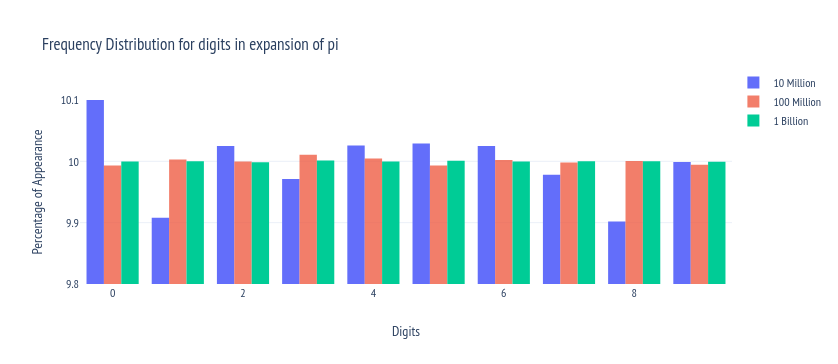 Frequency Distribution for digits in expansion of pi
10 Million
100 Million
1 Billion
Percentage of Appearance
10.1
10
9.9
9.8
0
2
4
6
8
Digits